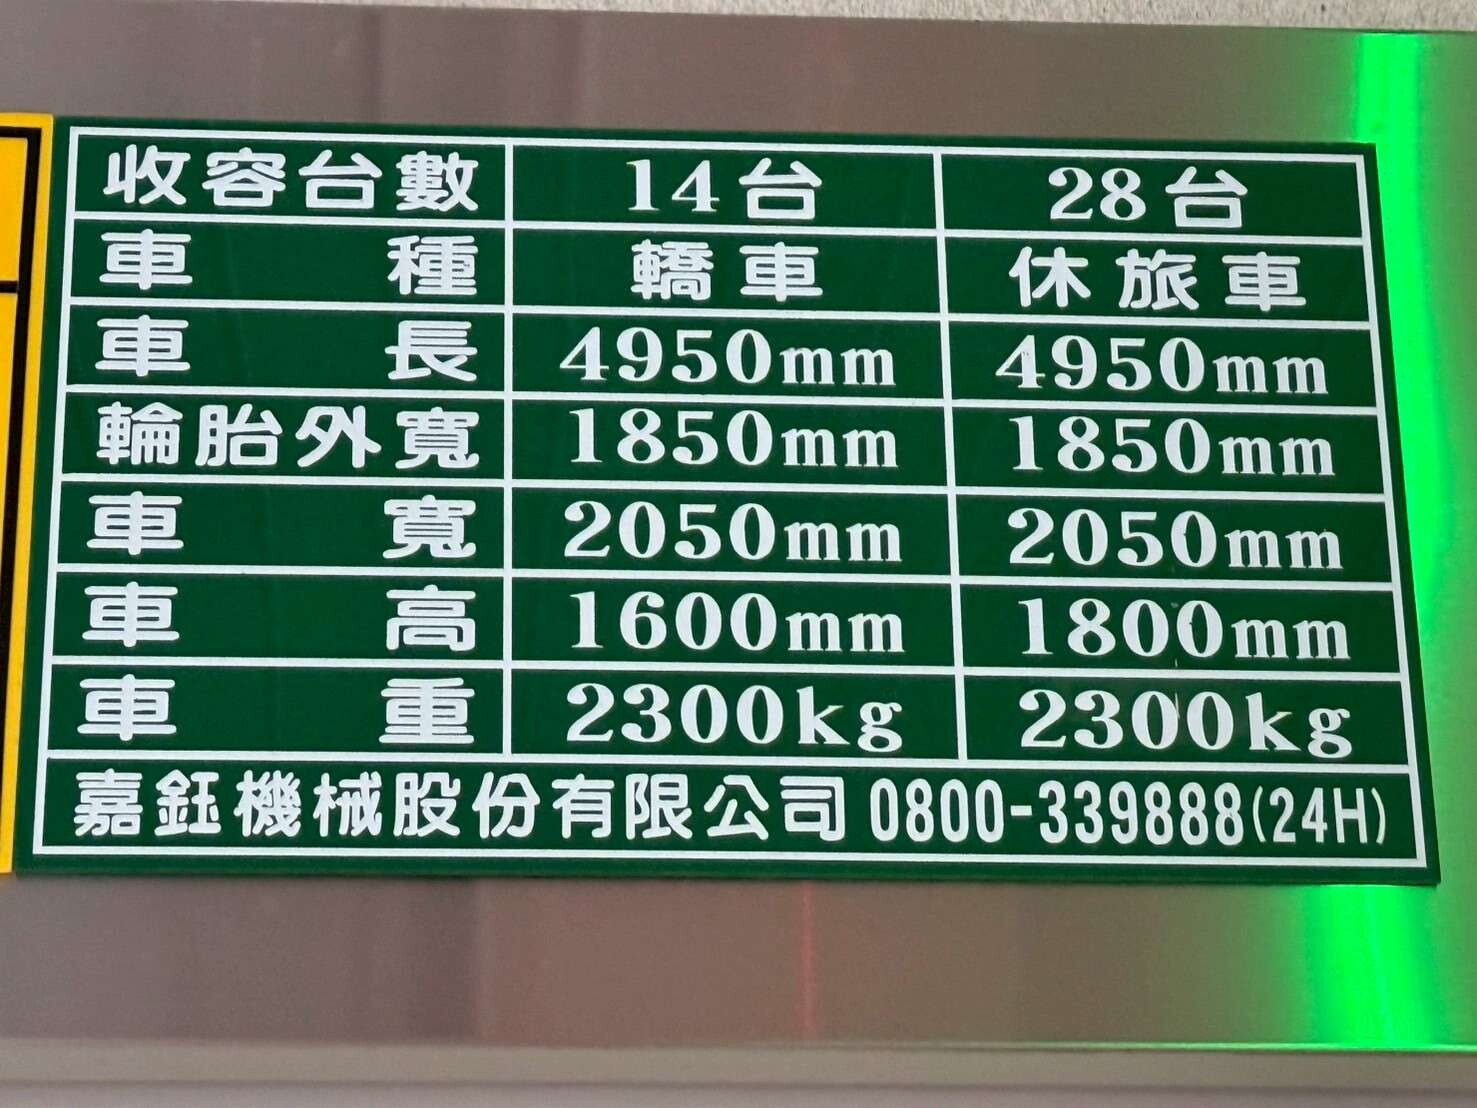 收容台數 14台 28台
車種 轎車 休旅車
車長 4950mm 4950mm
輪胎外寬 1850mm 1850mm
車寬 2050mm 2050mm
車高 1600mm 1800mm
車重 2300kg 2300kg
嘉鈺機械股份有限公司 0800-339888(24H)